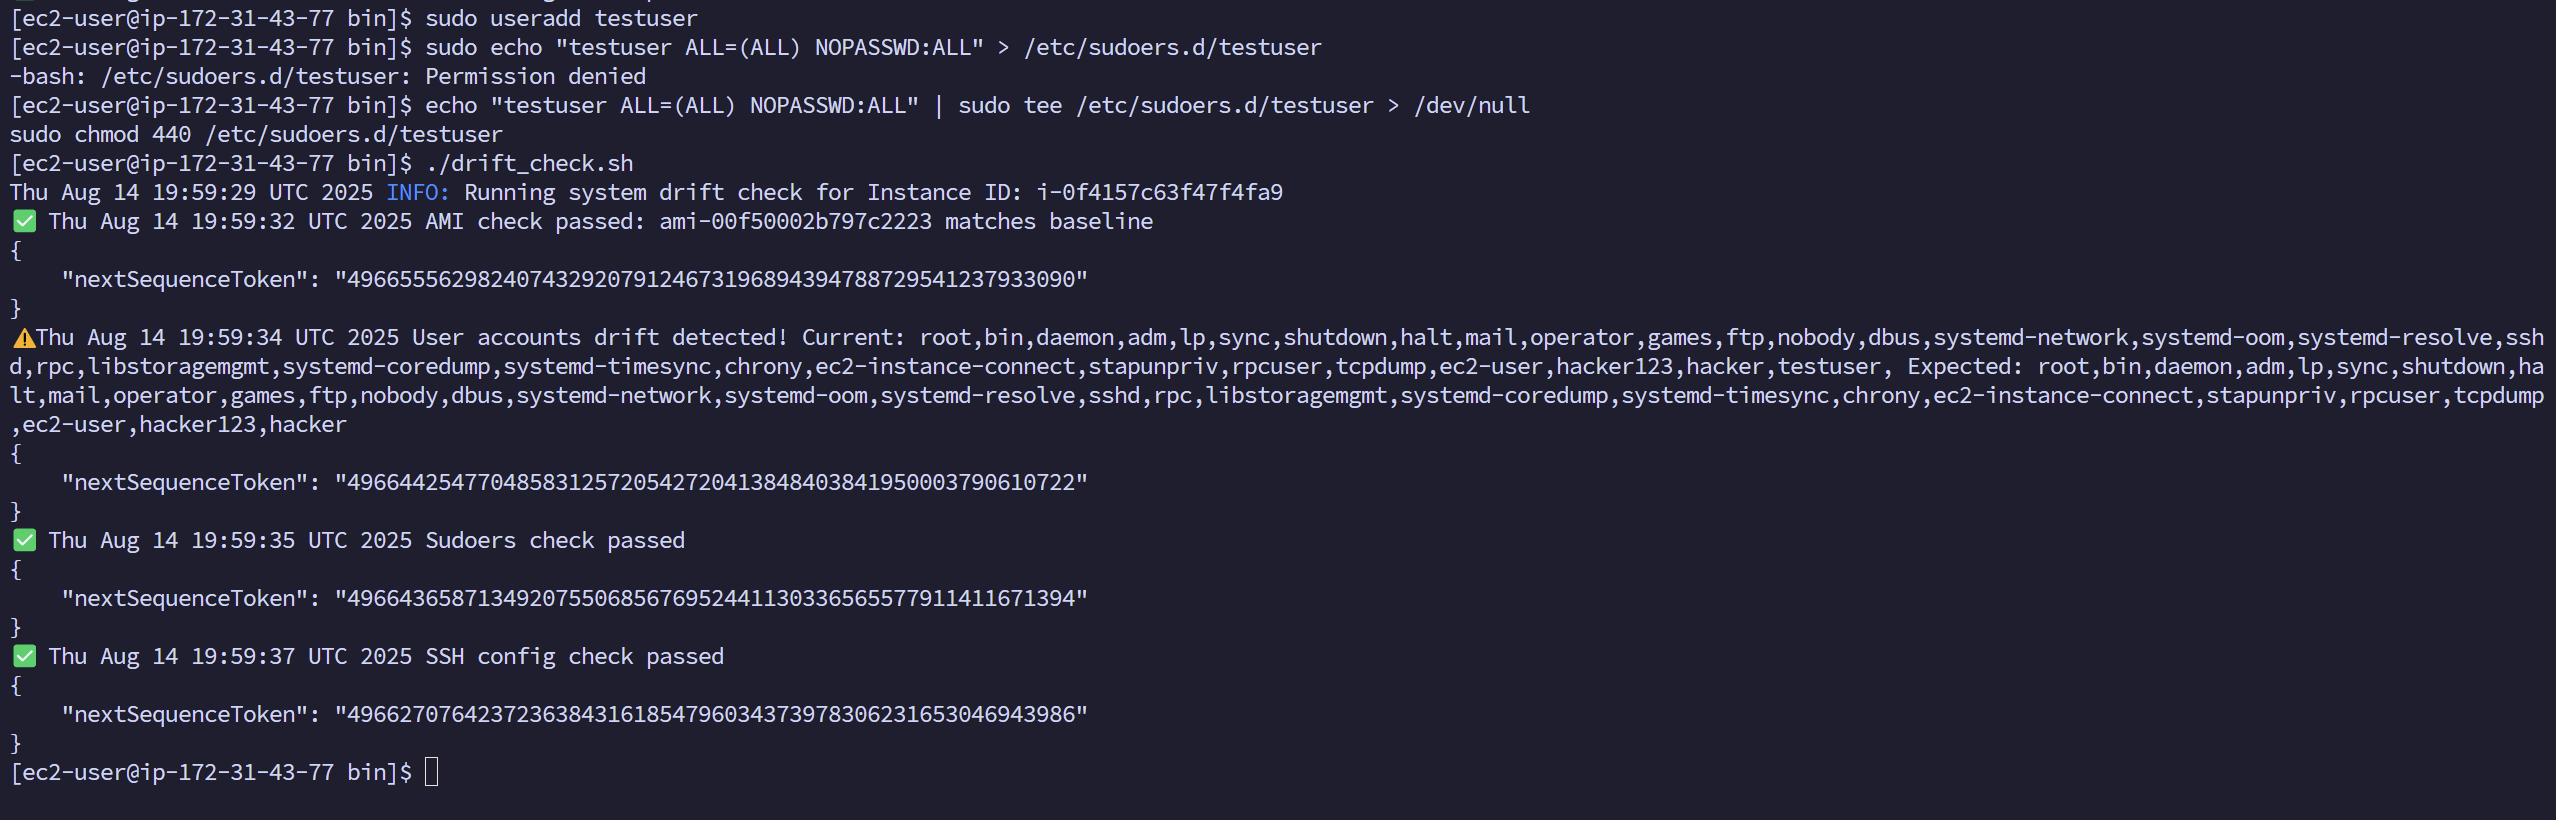 [ec2-user@ip-172-31-43-77 bin]$ sudo useradd testuser
[ec2-user@ip-172-31-43-77 bin]$ sudo echo "testuser ALL=(ALL) NOPASSWD:ALL" > /etc/sudoers.d/testuser
-bash: /etc/sudoers.d/testuser: Permission denied
[ec2-user@ip-172-31-43-77 bin]$ echo "testuser ALL=(ALL) NOPASSWD:ALL" | sudo tee /etc/sudoers.d/testuser > /dev/null
sudo chmod 440 /etc/sudoers.d/testuser
[ec2-user@ip-172-31-43-77 bin]$ ./drift_check.sh
Thu Aug 14 19:59:29 UTC 2025 INFO: Running system drift check for Instance ID: i-0f4157c63f47f4fa9
✅ Thu Aug 14 19:59:32 UTC 2025 AMI check passed: ami-00f50002b797c2223 matches baseline
{
    "nextSequenceToken": "49665556298240743292079124673196894394788729541237933090"
}
⚠Thu Aug 14 19:59:34 UTC 2025 User accounts drift detected! Current: root,bin,daemon,adm,lp,sync,shutdown,halt,mail,operator,games,ftp,nobody,dbus,systemd-network,systemd-oom,systemd-resolve,ssh
d,rpc,libstoragemgmt,systemd-coredump,systemd-timesync,chrony,ec2-instance-connect,stapunpriv,rpcuser,tcpdump,ec2-user,hacker123,hacker,testuser, Expected: root,bin,daemon,adm,lp,sync,shutdown,ha
lt,mail,operator,games,ftp,nobody,dbus,systemd-network,systemd-oom,systemd-resolve,sshd,rpc,libstoragemgmt,systemd-coredump,systemd-timesync,chrony,ec2-instance-connect,stapunpriv,rpcuser,tcpdump
,ec2-user,hacker123,hacker
{
    "nextSequenceToken": "49664425477048583125720542720413848403841950003790610722"
}
✅ Thu Aug 14 19:59:35 UTC 2025 Sudoers check passed
{
    "nextSequenceToken": "49664365871349207550685676952441130336565577911411671394"
}
✅ Thu Aug 14 19:59:37 UTC 2025 SSH config check passed
{
    "nextSequenceToken": "49662707642372363843161854796034373978306231653046943986"
}
[ec2-user@ip-172-31-43-77 bin]$